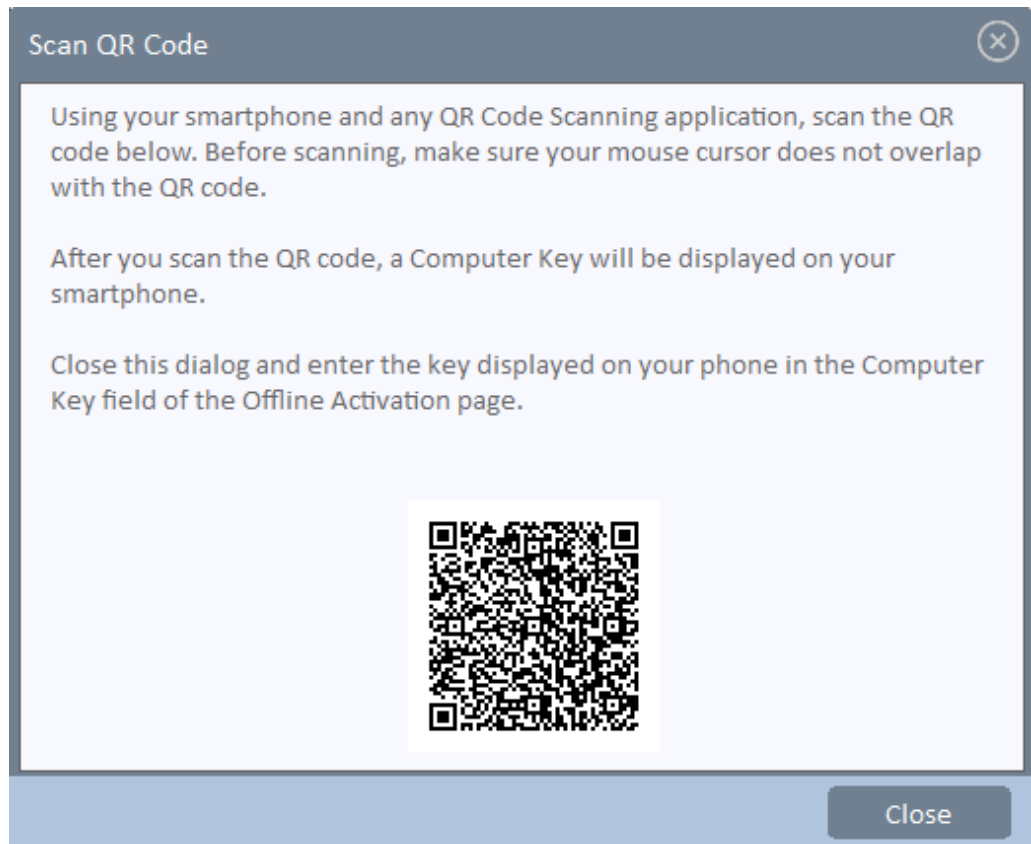 Scan QR Code
Using your smartphone and any QR Code Scanning application, scan the QR
code below. Before scanning, make sure your mouse cursor does not overlap
with the QR code.
After you scan the QR code, a Computer Key will be displayed on your
smartphone.
Close this dialog and enter the key displayed on your phone in the Computer
Key field of the Offline Activation page.
Close